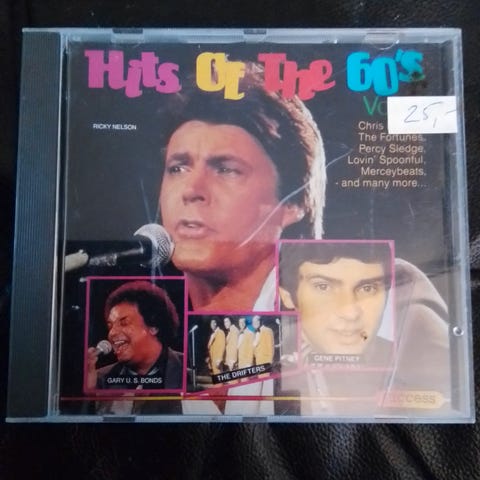 Hits Of The 60's
Vo
25,-
RICKY NELSON
Chris
The Fortunes,
Percy Sledge,
Lovin' Spoonful,
Merceybeats,
- and many more...
GARY U. S. BONDS
THE DRIFTERS
GENE PITNEY
success